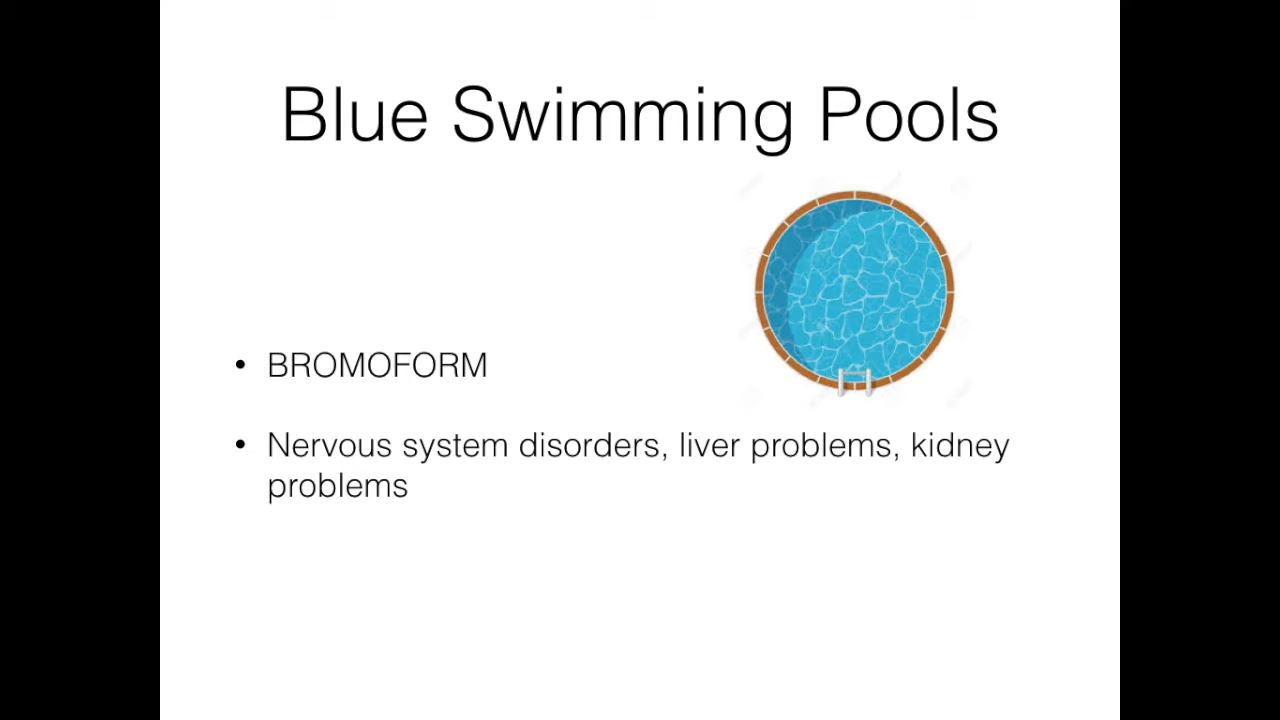 Blue Swimming Pools
• BROMOFORM
• Nervous system disorders, liver problems, kidney
problems